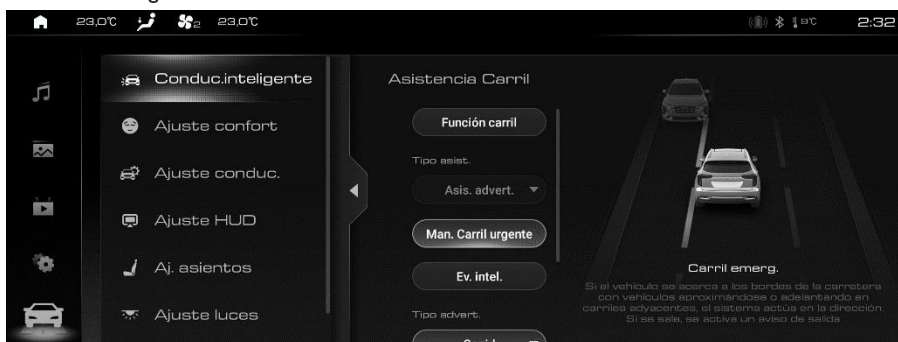 23,0℃ 2 23,0℃ 2:32
Conduc.inteligente
Ajuste confort
Ajuste conduc.
Ajuste HUD
Aj. asientos
Ajuste luces
Asistencia Carril
Función carril
Tipo asist.
Asis. advert.
Man. Carril urgente
Ev. intel.
Tipo advert.
Carril emerg.
Si el vehículo se acerca a los bordes de la carretera
con vehículos aproximándose o adelantando en
carriles adyacentes, el sistema actúa en la dirección.
Si se sale, se activa un aviso de salida